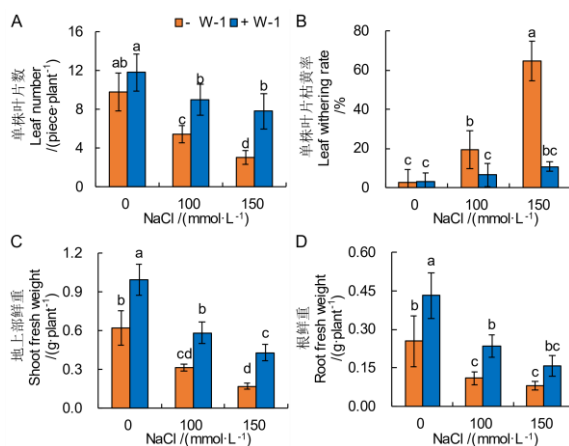 A
- W-1 + W-1
单株叶片数
Leaf number
/(piece·plant⁻¹)
16
12
8
4
0
ab
a
c
b
d
b
0
100
150
NaCl /(mmol·L⁻¹)
B
单株叶片枯黄率
Leaf withering rate
/%
80
60
40
20
0
c
c
b
c
a
bc
0
100
150
NaCl /(mmol·L⁻¹)
C
地上部鲜重
Shoot fresh weight
/(g·plant⁻¹)
1.2
0.9
0.6
0.3
0.0
b
a
cd
b
d
c
0
100
150
NaCl /(mmol·L⁻¹)
D
根鲜重
Root fresh weight
/(g·plant⁻¹)
0.60
0.45
0.30
0.15
0.00
b
a
c
b
c
bc
0
100
150
NaCl /(mmol·L⁻¹)